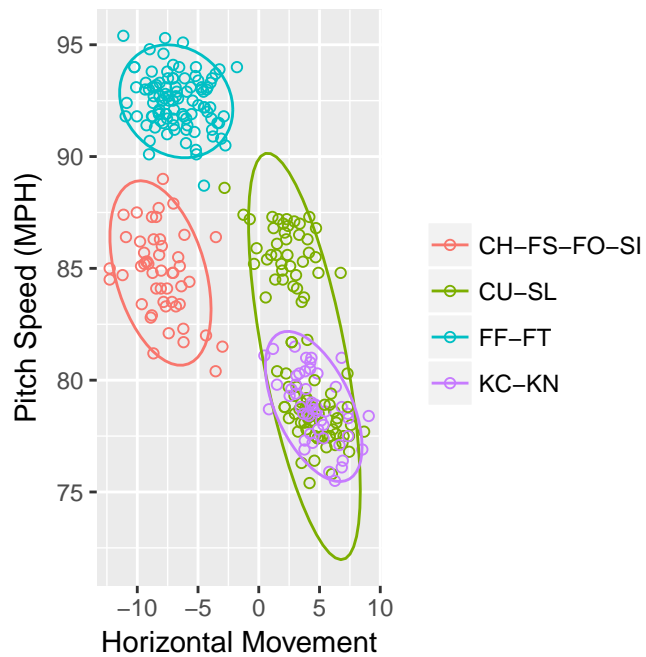 95
90
85
80
75
Pitch Speed (MPH)
−10
−5
0
5
10
Horizontal Movement
CH−FS−FO−SI
CU−SL
FF−FT
KC−KN